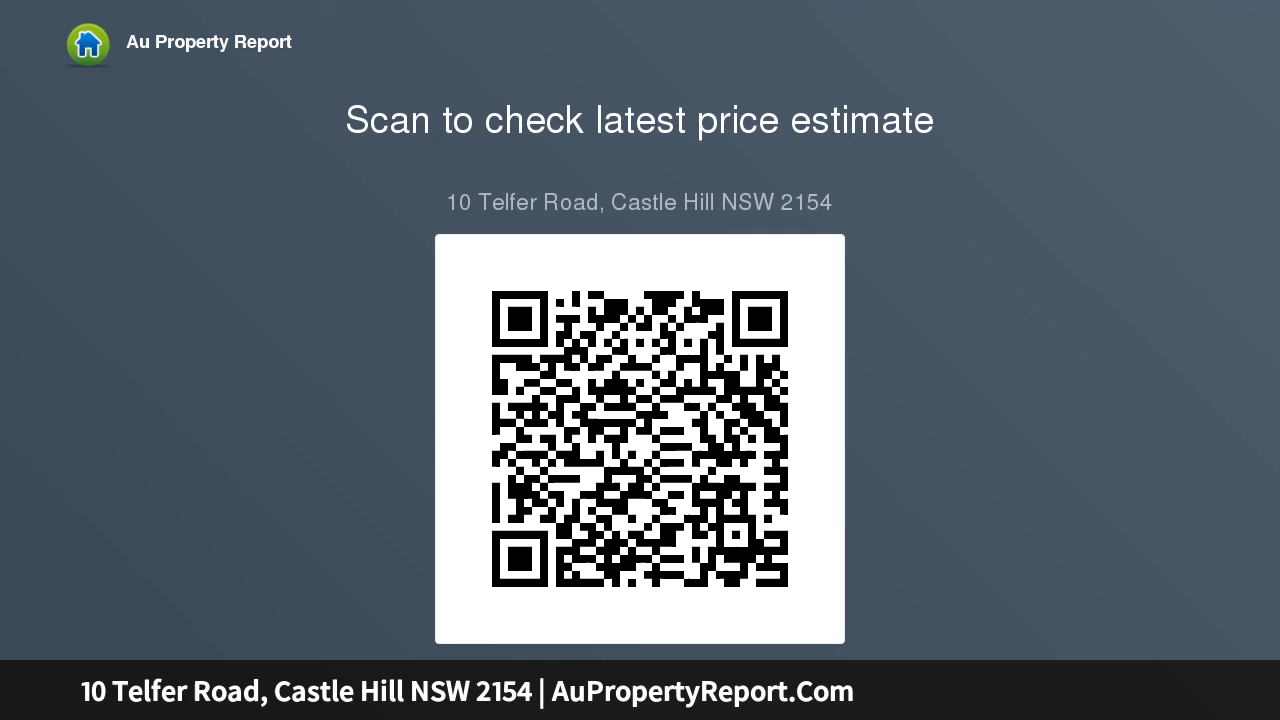 Au Property Report
Scan to check latest price estimate
10 Telfer Road, Castle Hill NSW 2154
10 Telfer Road, Castle Hill NSW 2154 | AuPropertyReport.Com